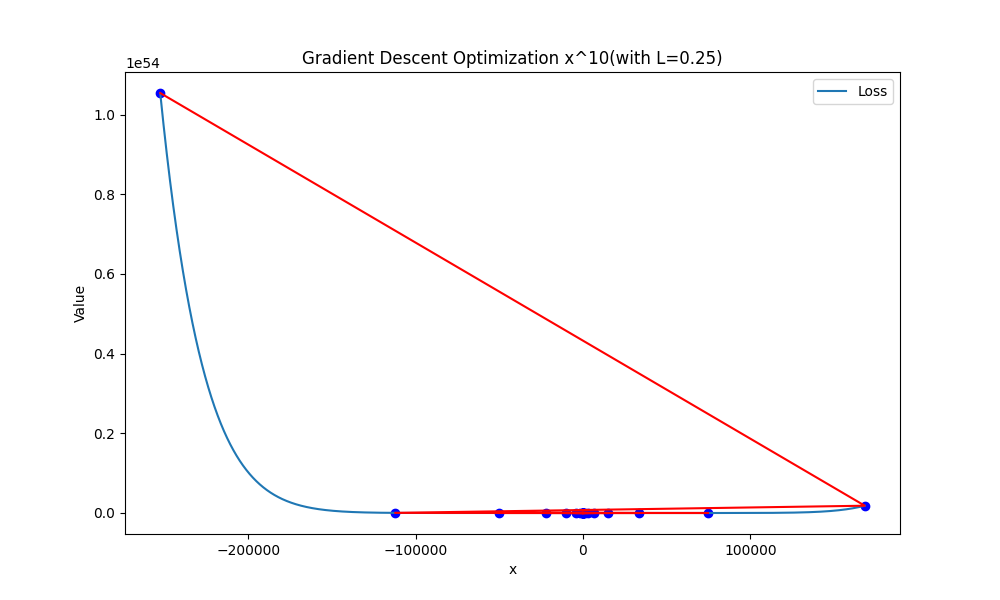 Gradient Descent Optimization x^10(with L=0.25)
1e54
Loss
1.0
0.8
0.6
0.4
0.2
0.0
Value
−200000 −100000 0 100000
x